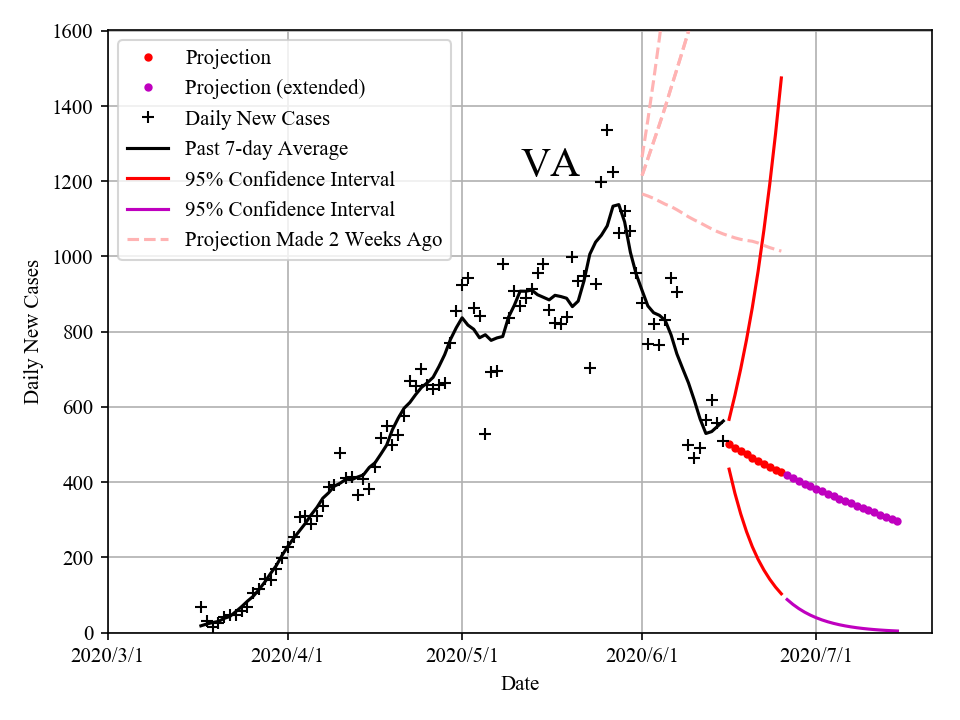 1600
1400
1200
1000
800
600
400
200
0
Daily New Cases
Projection
Projection (extended)
Daily New Cases
Past 7-day Average
95% Confidence Interval
95% Confidence Interval
Projection Made 2 Weeks Ago
VA
2020/3/1 2020/4/1 2020/5/1 2020/6/1 2020/7/1
Date